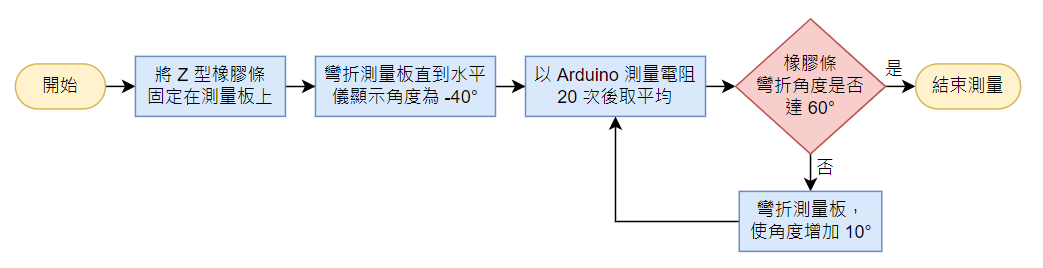 開始
將 Z 型橡膠條
固定在測量板上
彎折測量板直到水平
儀顯示角度為 -40°
以 Arduino 測量電阻
20 次後取平均
橡膠條
彎折角度是否
達 60°
是
結束測量
否
彎折測量板，
使角度增加 10°